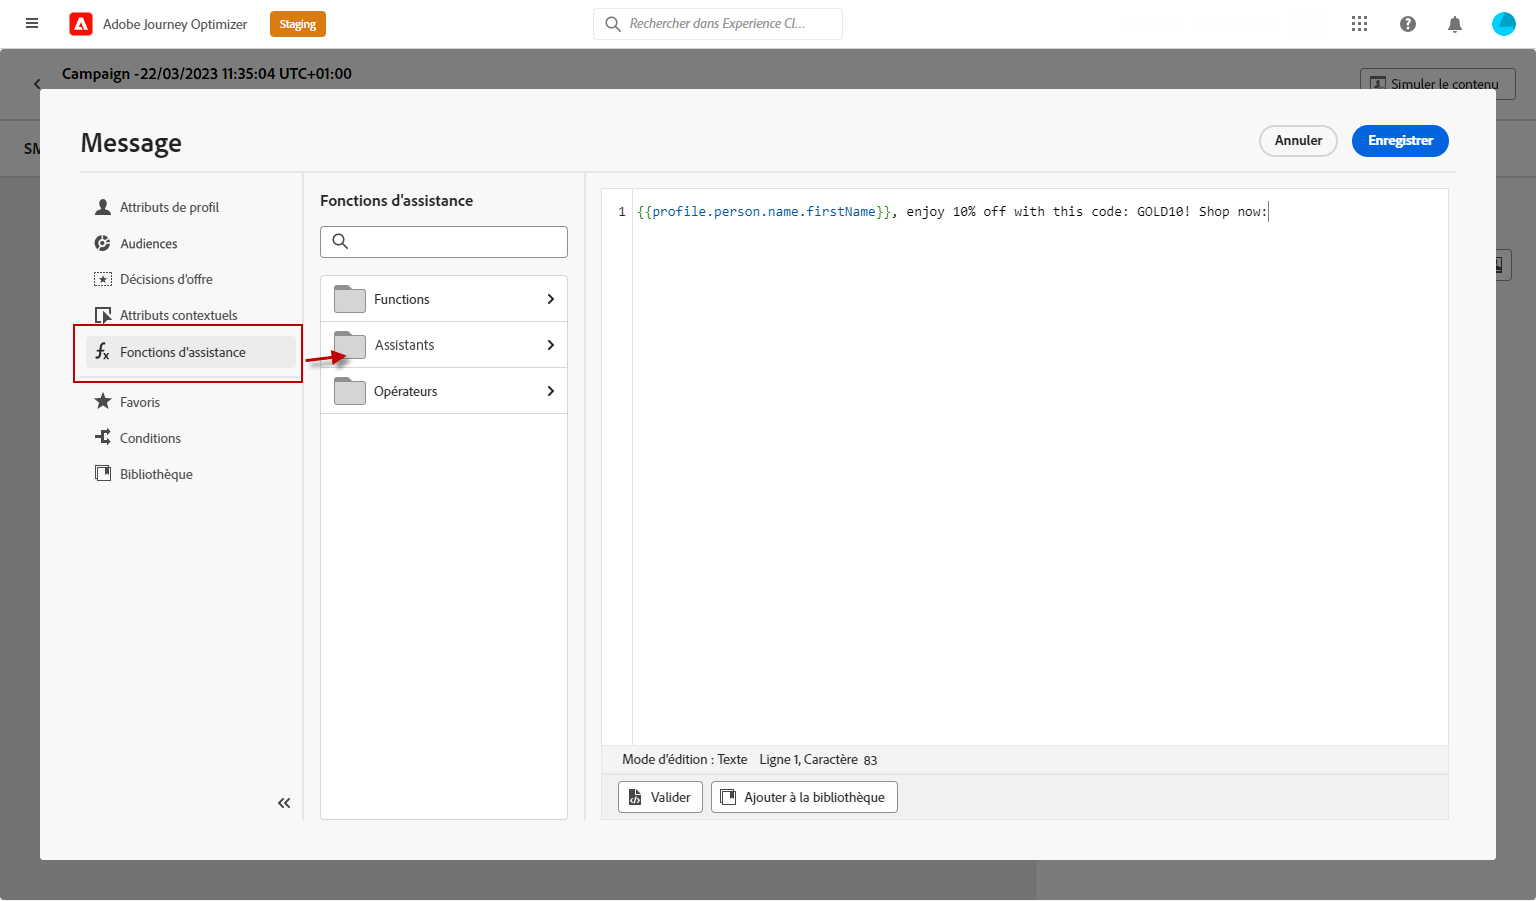 Adobe Journey Optimizer
Staging
Rechercher dans Experience Cl...
Campaign -22/03/2023 11:35:04 UTC+01:00
Simuler le contenu
SM
Message
Annuler
Enregistrer
Attributs de profil
Audiences
Décisions d'offre
Attributs contextuels
Fonctions d'assistance
Favoris
Conditions
Bibliothèque
Fonctions d'assistance
Functions
Assistants
Opérateurs
1 {{profile.person.name.firstName}}, enjoy 10% off with this code: GOLD10! Shop now:
Mode d'édition : Texte Ligne 1, Caractère 83
Valider
Ajouter à la bibliothèque